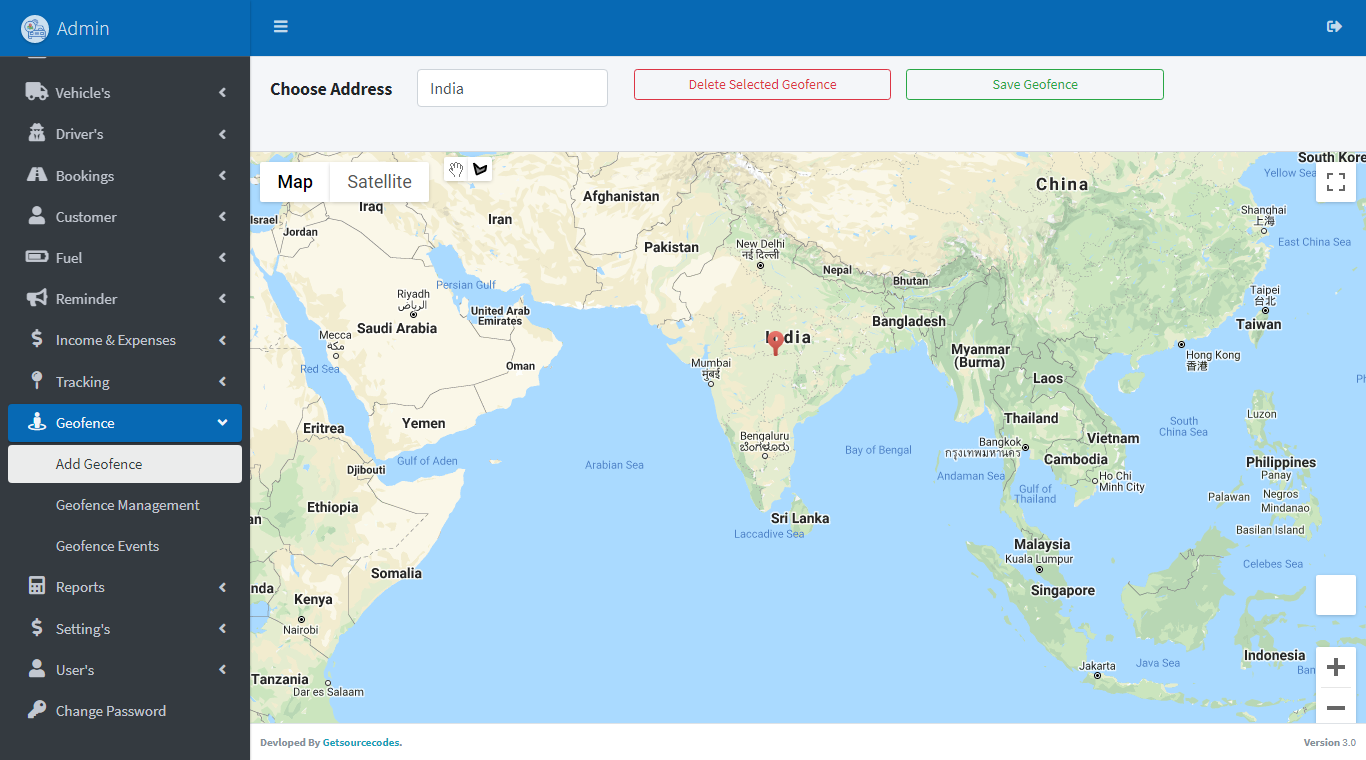 Admin
Vehicle's
Driver's
Bookings
Customer
Fuel
Reminder
Income & Expenses
Tracking
Geofence
Add Geofence
Geofence Management
Geofence Events
Reports
Setting's
User's
Change Password
Choose Address
India
Delete Selected Geofence
Save Geofence
Map
Satellite
South Kore
Yellow Sea
China
Afghanistan
Iraq
Iran
Israel
Jordan
Shanghai
上海
East China Sea
Pakistan
New Delhi
नई दिल्ली
Nepal
Bhutan
Persian Gulf
Riyadh
الرياض
United Arab
Emirates
Taipei
台北
Taiwan
Saudi Arabia
Bangladesh
Mecca
مكة
India
Hong Kong
香港
Myanmar
(Burma)
Red Sea
Oman
Mumbai
मुंबई
Laos
Ph
Luzon
Eritrea
Yemen
Thailand
South
China Sea
Bengaluru
ಬೆಂಗಳೂರು
Bay of Bengal
Bangkok
กรุงเทพมหานคร
Vietnam
Gulf of Aden
Arabian Sea
Djibouti
Cambodia
Philippines
Andaman Sea
Ho Chi
Minh City
Panay
Gulf of
Thailand
Palawan
Negros
Mindanao
Ethiopia
an
Sri Lanka
Laccadive Sea
Basilan Island
Malaysia
Kuala Lumpur
Celebes Sea
Somalia
nda
Singapore
Kenya
Nairobi
Indonesia
Jakarta
Java Sea
Ban
Tanzania
Dar es Salaam
Devloped By Getsourcecodes.
Version 3.0